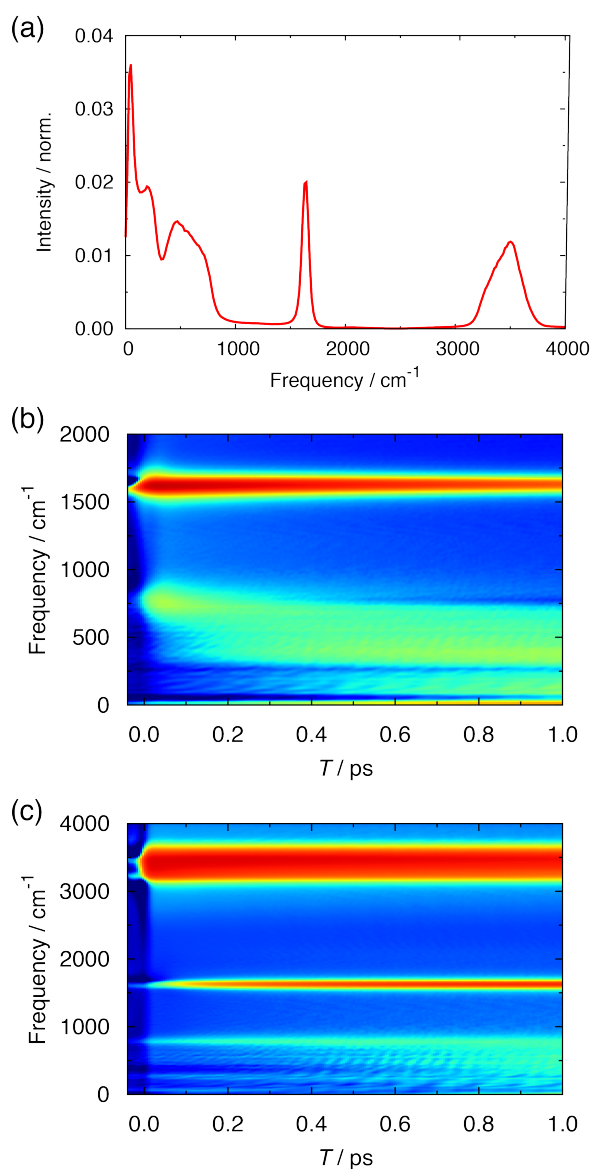 (a)
0.04
0.03
0.02
0.01
0.00
Intensity / norm.
0 1000 2000 3000 4000
Frequency / cm-1
(b)
2000
1500
1000
500
0
Frequency / cm-1
0.0 0.2 0.4 0.6 0.8 1.0
T / ps
(c)
4000
3000
2000
1000
0
Frequency / cm-1
0.0 0.2 0.4 0.6 0.8 1.0
T / ps